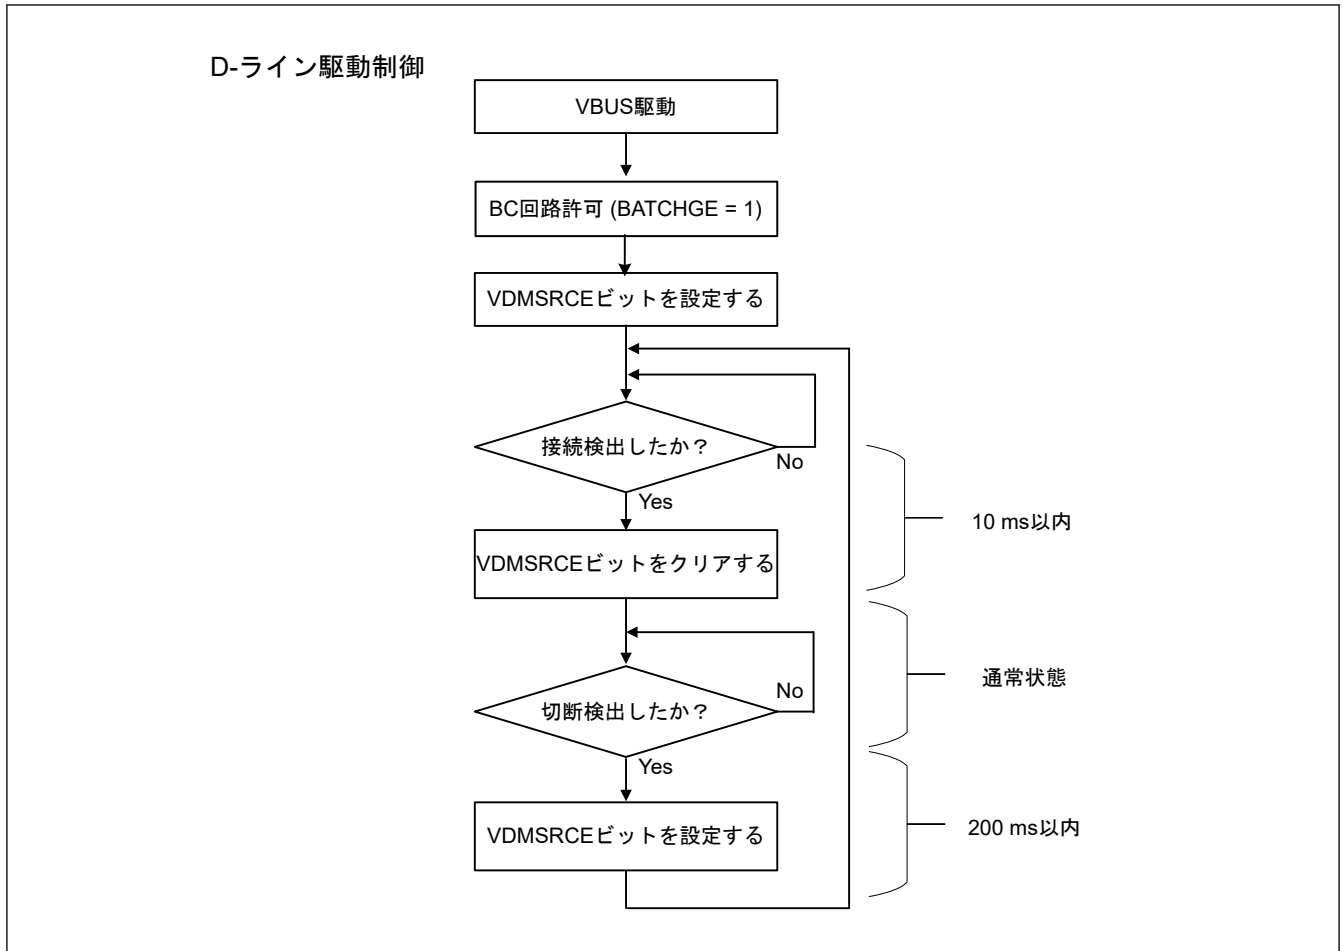 D-ライン駆動制御
VBUS駆動
BC回路許可 (BATCHGE = 1)
VDMSRCEビットを設定する
接続検出したか？
No
Yes
10 ms以内
VDMSRCEビットをクリアする
通常状態
No
切断検出したか？
Yes
VDMSRCEビットを設定する
200 ms以内